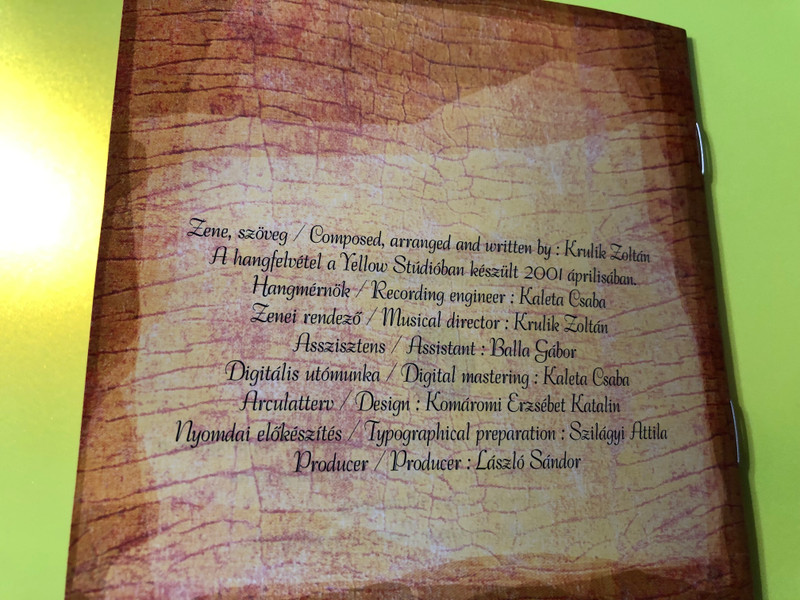 Zene, szöveg / Composed, arranged and written by : Krulik Zoltán
A hangfelvétel a Yellow Stúdióban készült 2001 áprilisában.
Hangmérnök / Recording engineer : Kaleta Csaba
Zenei rendező / Musical director : Krulik Zoltán
Asszisztens / Assistant : Balla Gábor
Digitális utómunka / Digital mastering : Kaleta Csaba
Arculatterv / Design : Komáromi Erzsébet Katalin
Nyomdai előkészítés / Typographical preparation : Szilágyi Attila
Producer / Producer : László Sándor